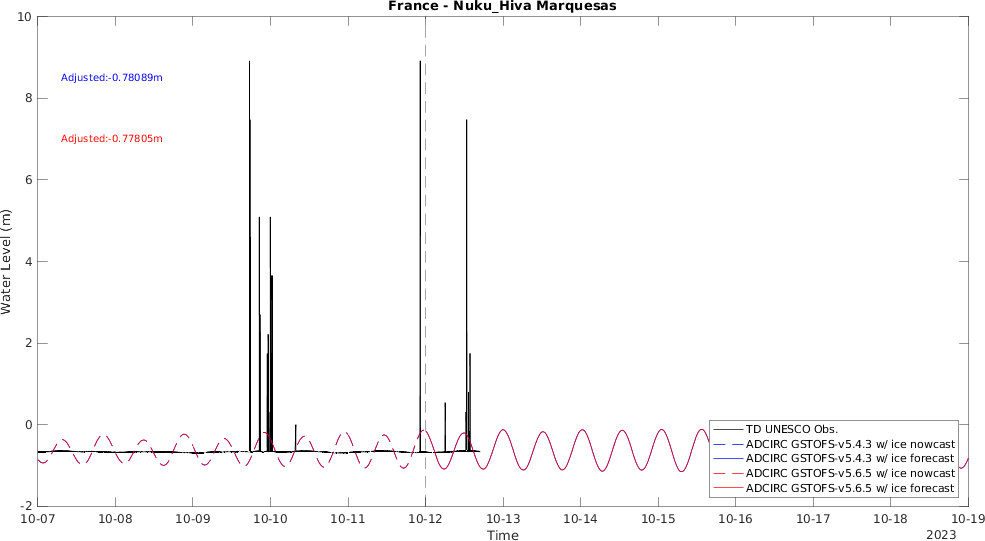 France - Nuku_Hiva Marquesas
10
8
6
4
2
0
-2
Water Level (m)
Adjusted:-0.78089m
Adjusted:-0.77805m
TD UNESCO Obs.
ADCIRC GSTOFS-v5.4.3 w/ ice nowcast
ADCIRC GSTOFS-v5.4.3 w/ ice forecast
ADCIRC GSTOFS-v5.6.5 w/ ice nowcast
ADCIRC GSTOFS-v5.6.5 w/ ice forecast
10-07 10-08 10-09 10-10 10-11 10-12 10-13 10-14 10-15 10-16 10-17 10-18 10-19
Time
2023